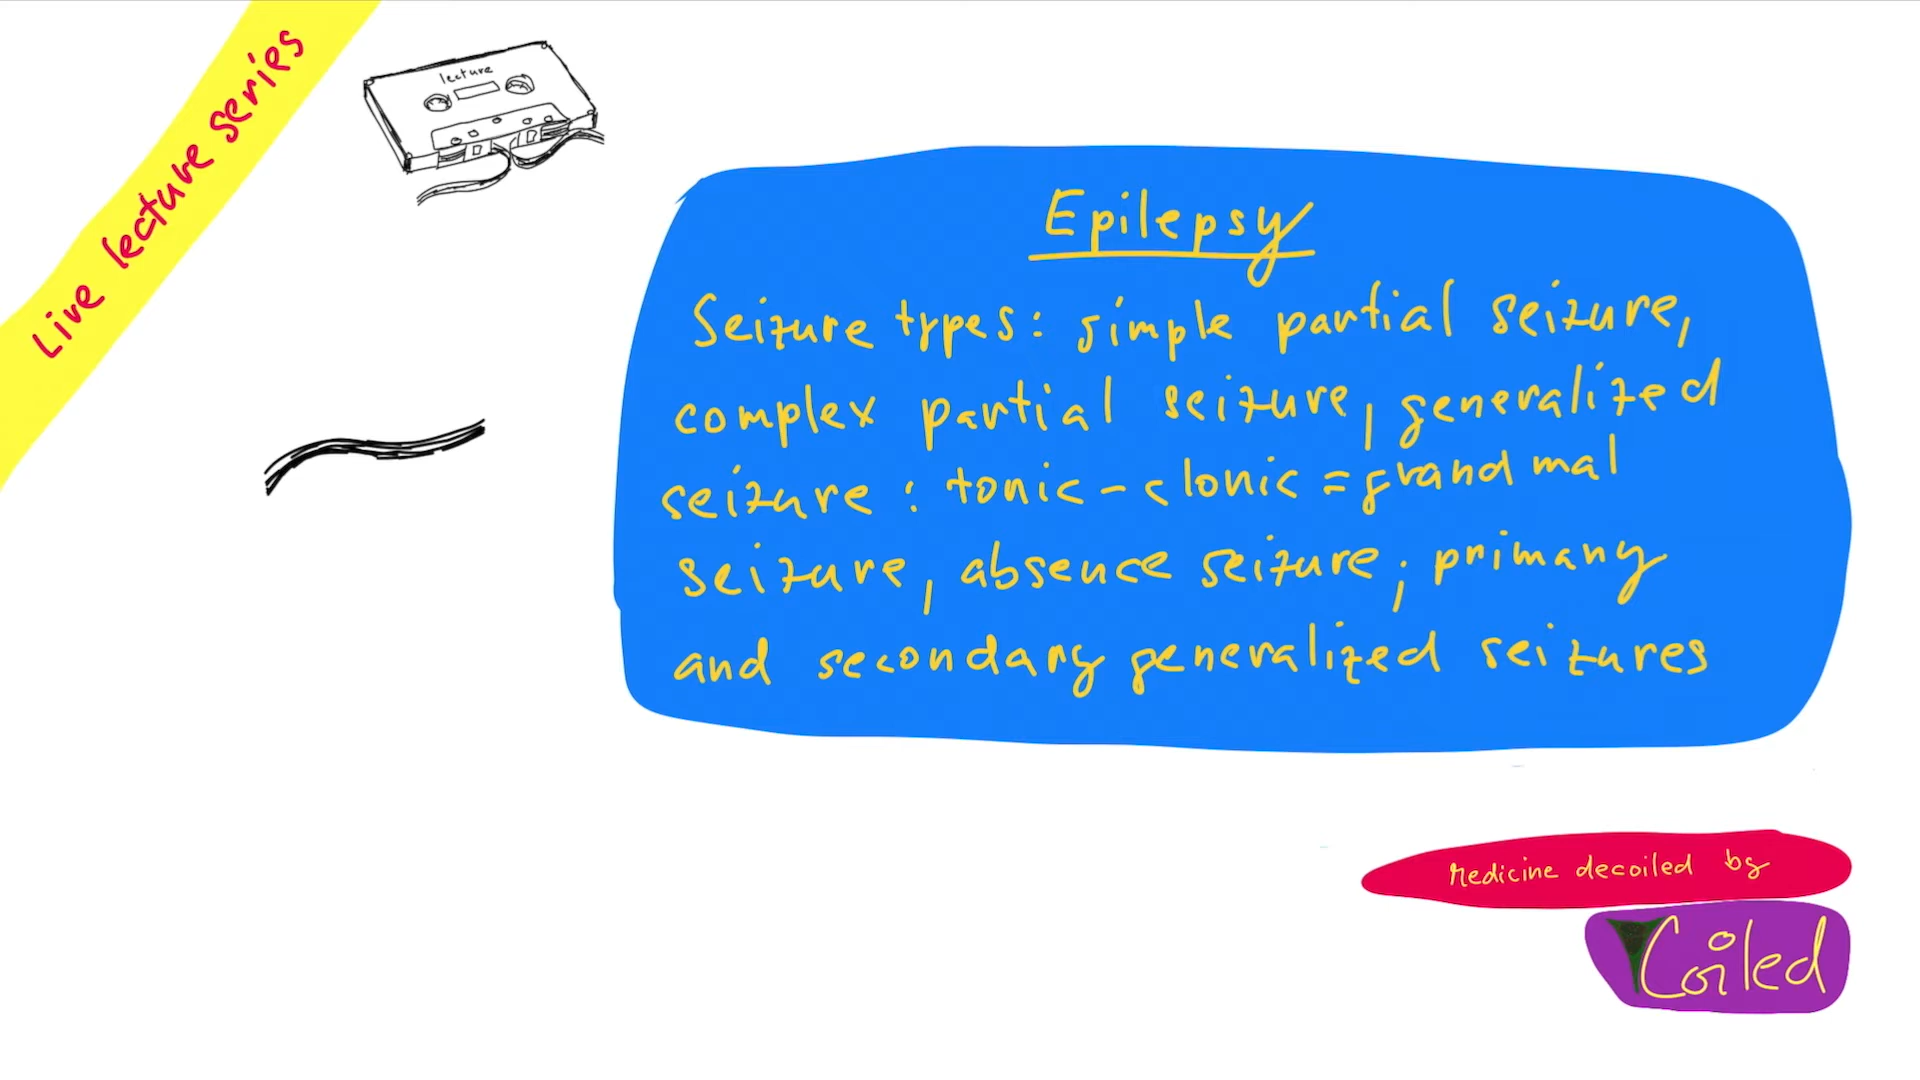 Live lecture series
lecture
Epilepsy
Seizure types: simple partial seizure,
complex partial seizure, generalized
seizure: tonic-clonic = grand mal
seizure, absence seizure; primary
and secondary generalized seizures
Medicine decoiled by
Coiled